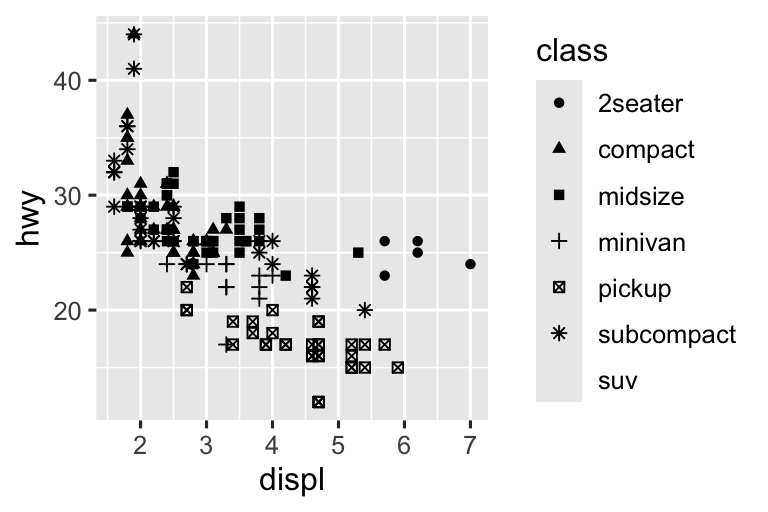 hwy
40
30
20
2 3 4 5 6 7
displ
class
2seater
compact
midsize
minivan
pickup
subcompact
suv